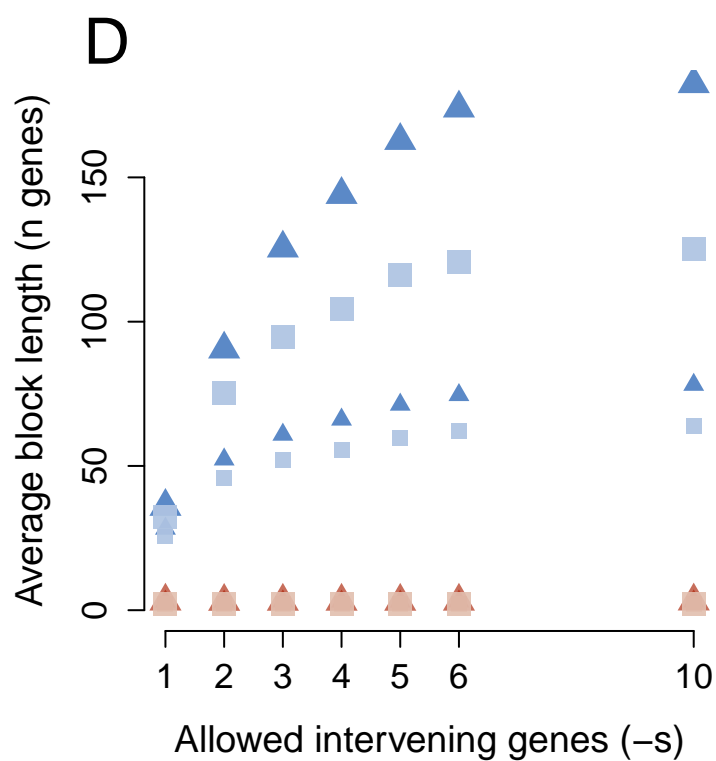 D
Average block length (n genes)
150
100
50
0
1 2 3 4 5 6 10
Allowed intervening genes (−s)